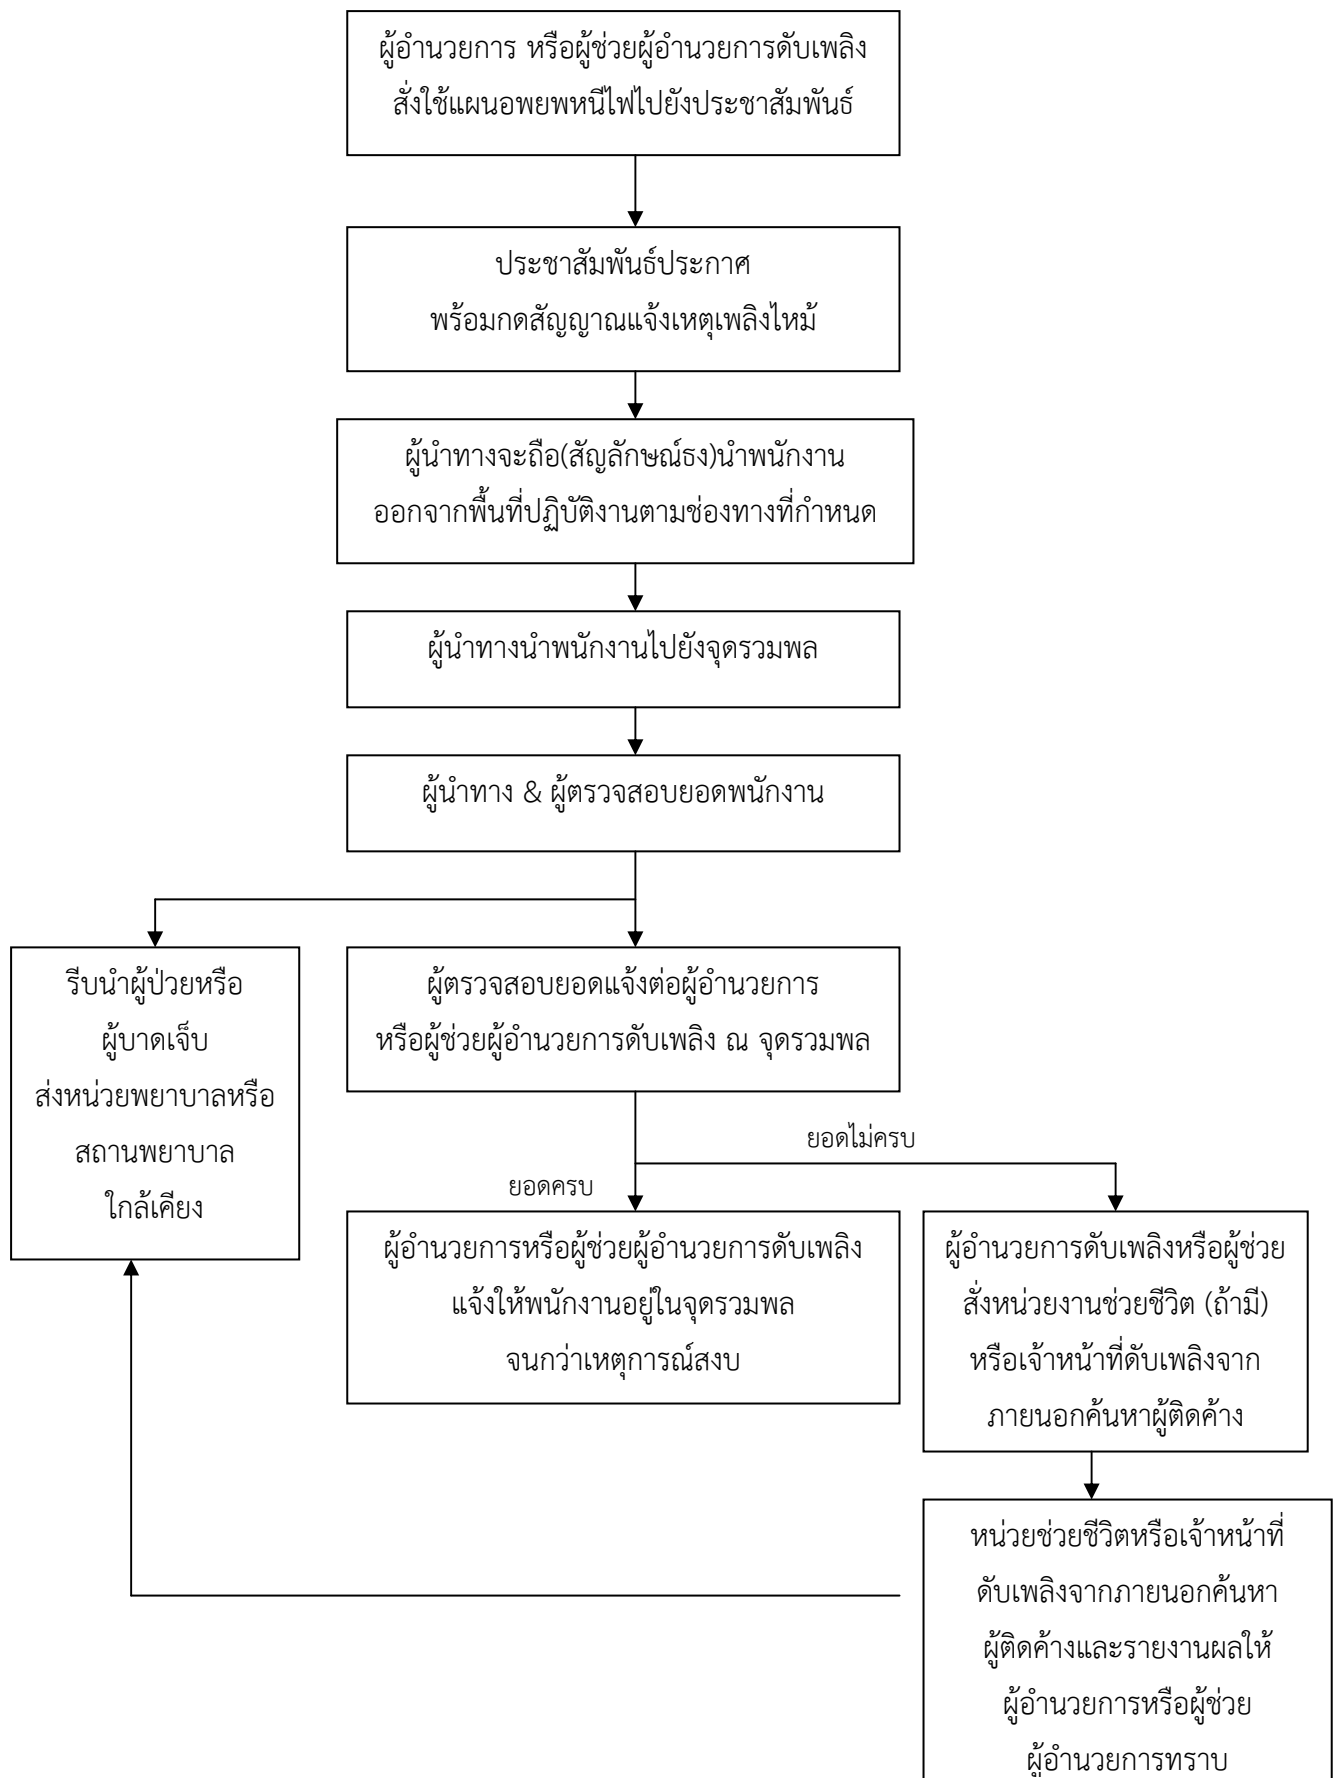 ผู้อำนวยการ หรือผู้ช่วยผู้อำนวยการดับเพลิง
สั่งใช้แผนอพยพหนีไฟไปยังประชาสัมพันธ์
ประชาสัมพันธ์ประกาศ
พร้อมกดสัญญาณแจ้งเหตุเพลิงไหม้
ผู้นำทางจะถือ(สัญลักษณ์ธง)นำพนักงาน
ออกจากพื้นที่ปฏิบัติงานตามช่องทางที่กำหนด
ผู้นำทางนำพนักงานไปยังจุดรวมพล
ผู้นำทาง & ผู้ตรวจสอบยอดพนักงาน
รีบนำผู้ป่วยหรือ
ผู้บาดเจ็บ
ส่งหน่วยพยาบาลหรือ
สถานพยาบาล
ใกล้เคียง
ผู้ตรวจสอบยอดแจ้งต่อผู้อำนวยการ
หรือผู้ช่วยผู้อำนวยการดับเพลิง ณ จุดรวมพล
ยอดไม่ครบ
ยอดครบ
ผู้อำนวยการหรือผู้ช่วยผู้อำนวยการดับเพลิง
แจ้งให้พนักงานอยู่ในจุดรวมพล
จนกว่าเหตุการณ์สงบ
ผู้อำนวยการดับเพลิงหรือผู้ช่วย
สั่งหน่วยงานช่วยชีวิต (ถ้ามี)
หรือเจ้าหน้าที่ดับเพลิงจาก
ภายนอกค้นหาผู้ติดค้าง
หน่วยช่วยชีวิตหรือเจ้าหน้าที่
ดับเพลิงจากภายนอกค้นหา
ผู้ติดค้างและรายงานผลให้
ผู้อำนวยการหรือผู้ช่วย
ผู้อำนวยการทราบ